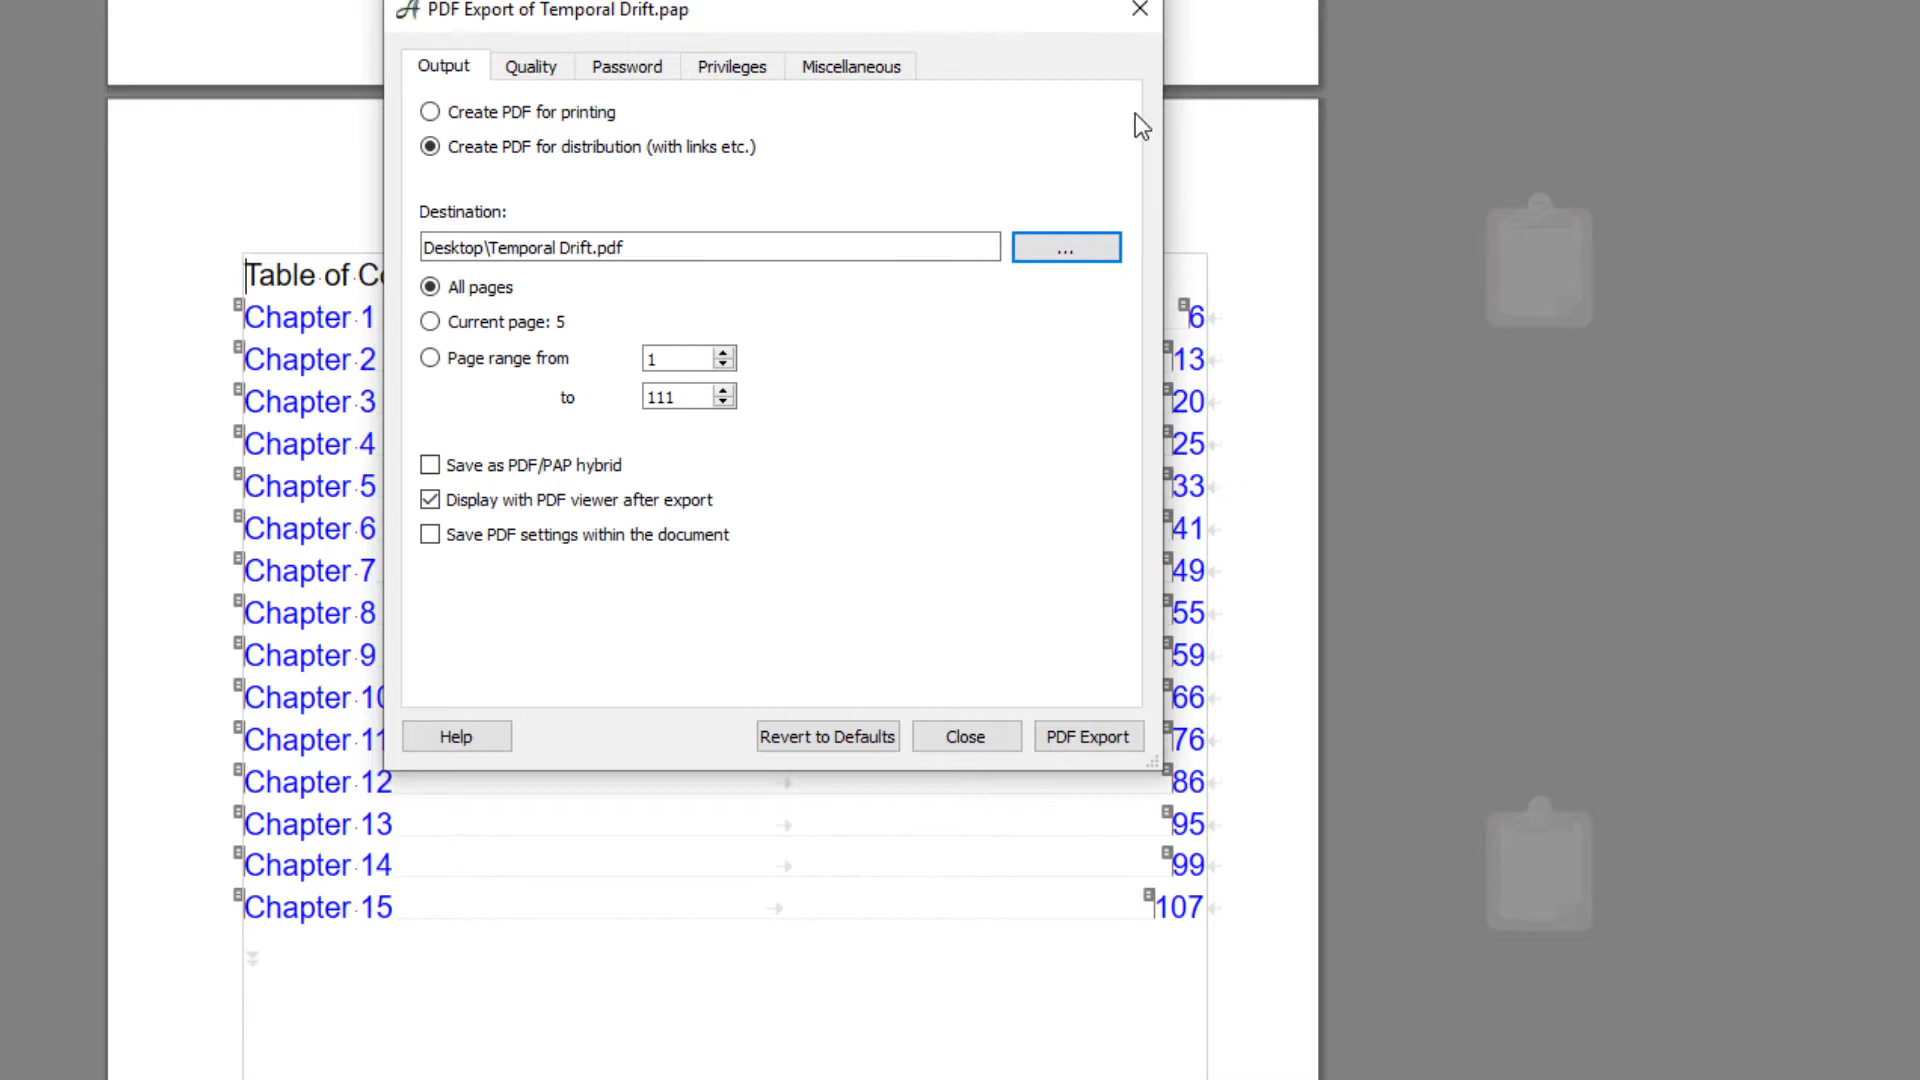 PDF Export of Temporal Drift.pap
Output Quality Password Privileges Miscellaneous
Create PDF for printing
Create PDF for distribution (with links etc.)
Destination:
Desktop\Temporal Drift.pdf ...
All pages
Current page: 5
Page range from 1
to 111
Save as PDF/PAP hybrid
Display with PDF viewer after export
Save PDF settings within the document
Help Revert to Defaults Close PDF Export
Table of Co
Chapter 1 6
Chapter 2 13
Chapter 3 20
Chapter 4 25
Chapter 5 33
Chapter 6 41
Chapter 7 49
Chapter 8 55
Chapter 9 59
Chapter 10 66
Chapter 11 76
Chapter 12 86
Chapter 13 95
Chapter 14 99
Chapter 15 107